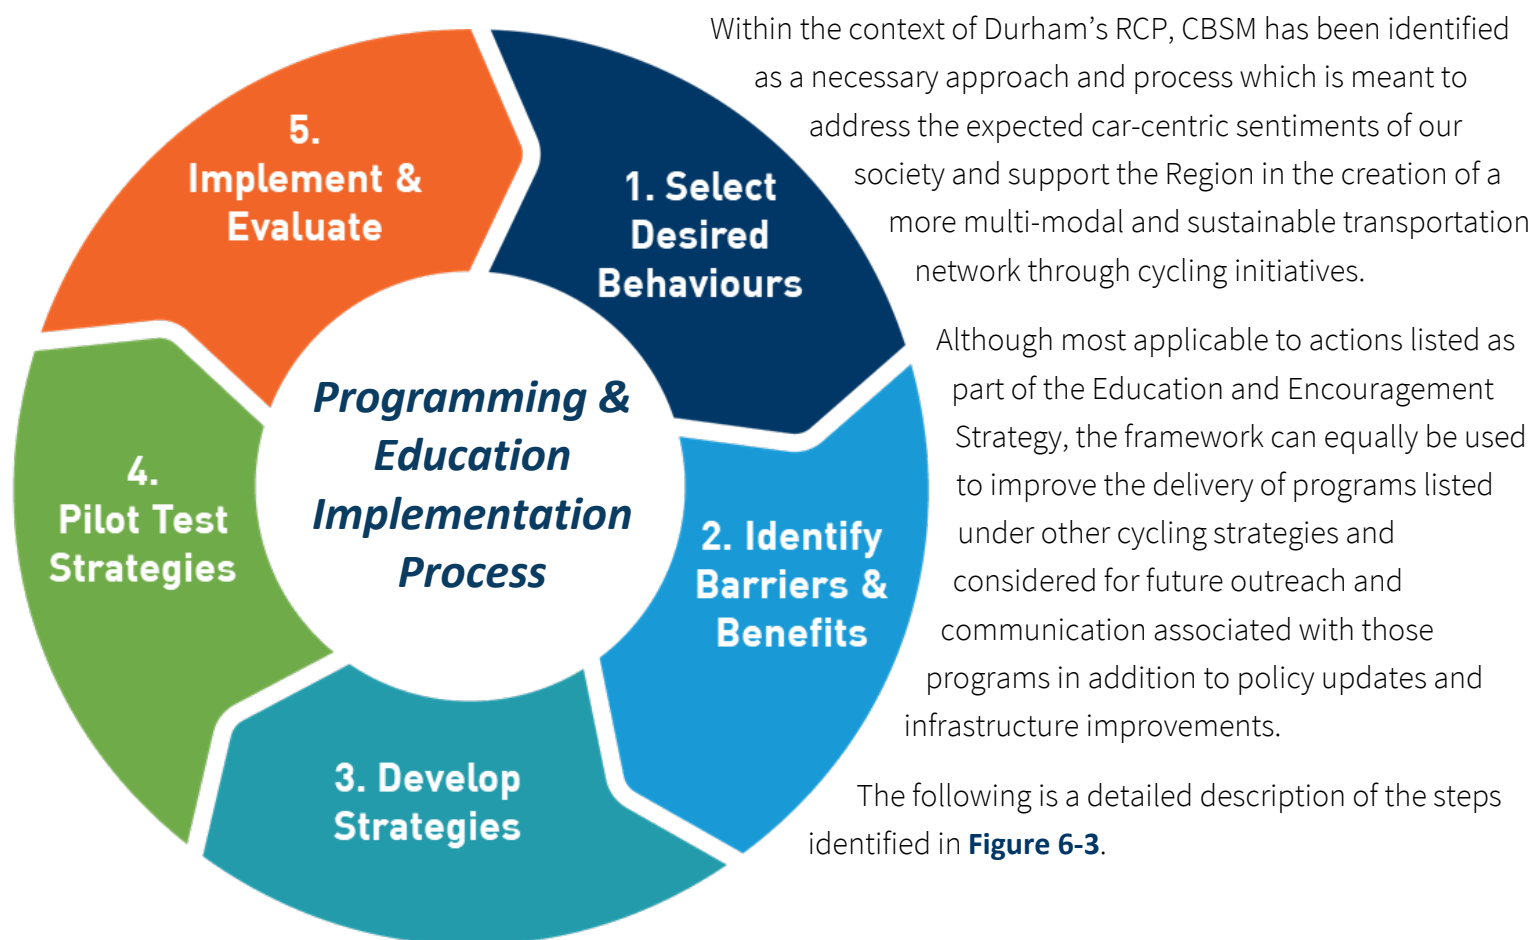 Within the context of Durham's RCP, CBSM has been identified
as a necessary approach and process which is meant to
address the expected car-centric sentiments of our
society and support the Region in the creation of a
more multi-modal and sustainable transportation
network through cycling initiatives.
Although most applicable to actions listed as
part of the Education and Encouragement
Strategy, the framework can equally be used
to improve the delivery of programs listed
under other cycling strategies and
considered for future outreach and
communication associated with those
programs in addition to policy updates and
infrastructure improvements.
The following is a detailed description of the steps
identified in Figure 6-3.
Programming &
Education
Implementation
Process
1. Select
Desired
Behaviours
2. Identify
Barriers &
Benefits
3. Develop
Strategies
4.
Pilot Test
Strategies
5.
Implement &
Evaluate